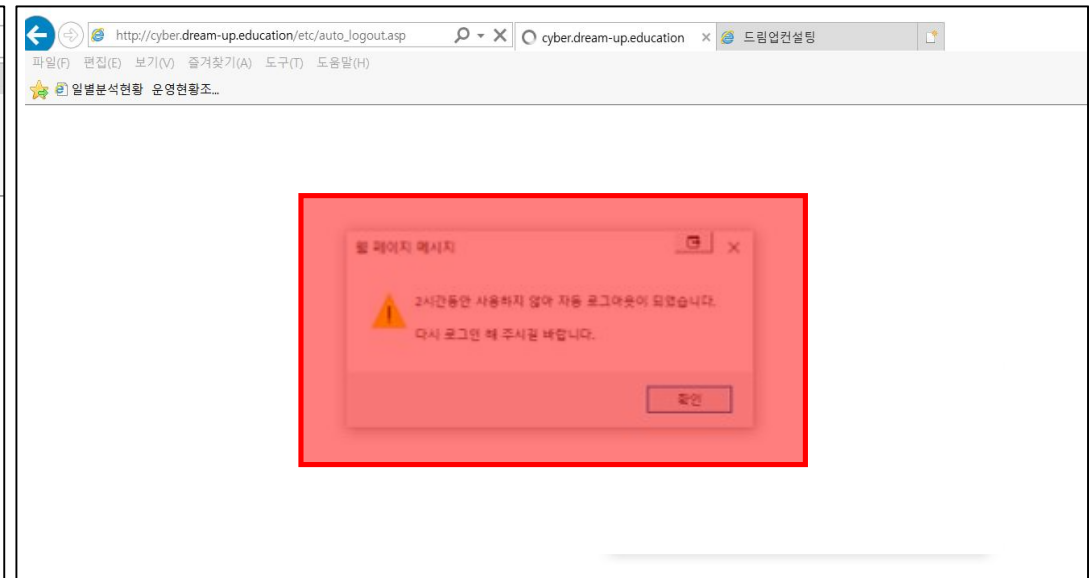 http://cyber.dream-up.education/etc/auto_logout.asp
cyber.dream-up.education
드림업컨설팅
파일(F) 편집(E) 보기(V) 즐겨찾기(A) 도구(T) 도움말(H)
일별분석현황 운영현황조...
웹 페이지 메시지
2시간동안 사용하지 않아 자동 로그아웃이 되었습니다.
다시 로그인 해 주시길 바랍니다.
확인